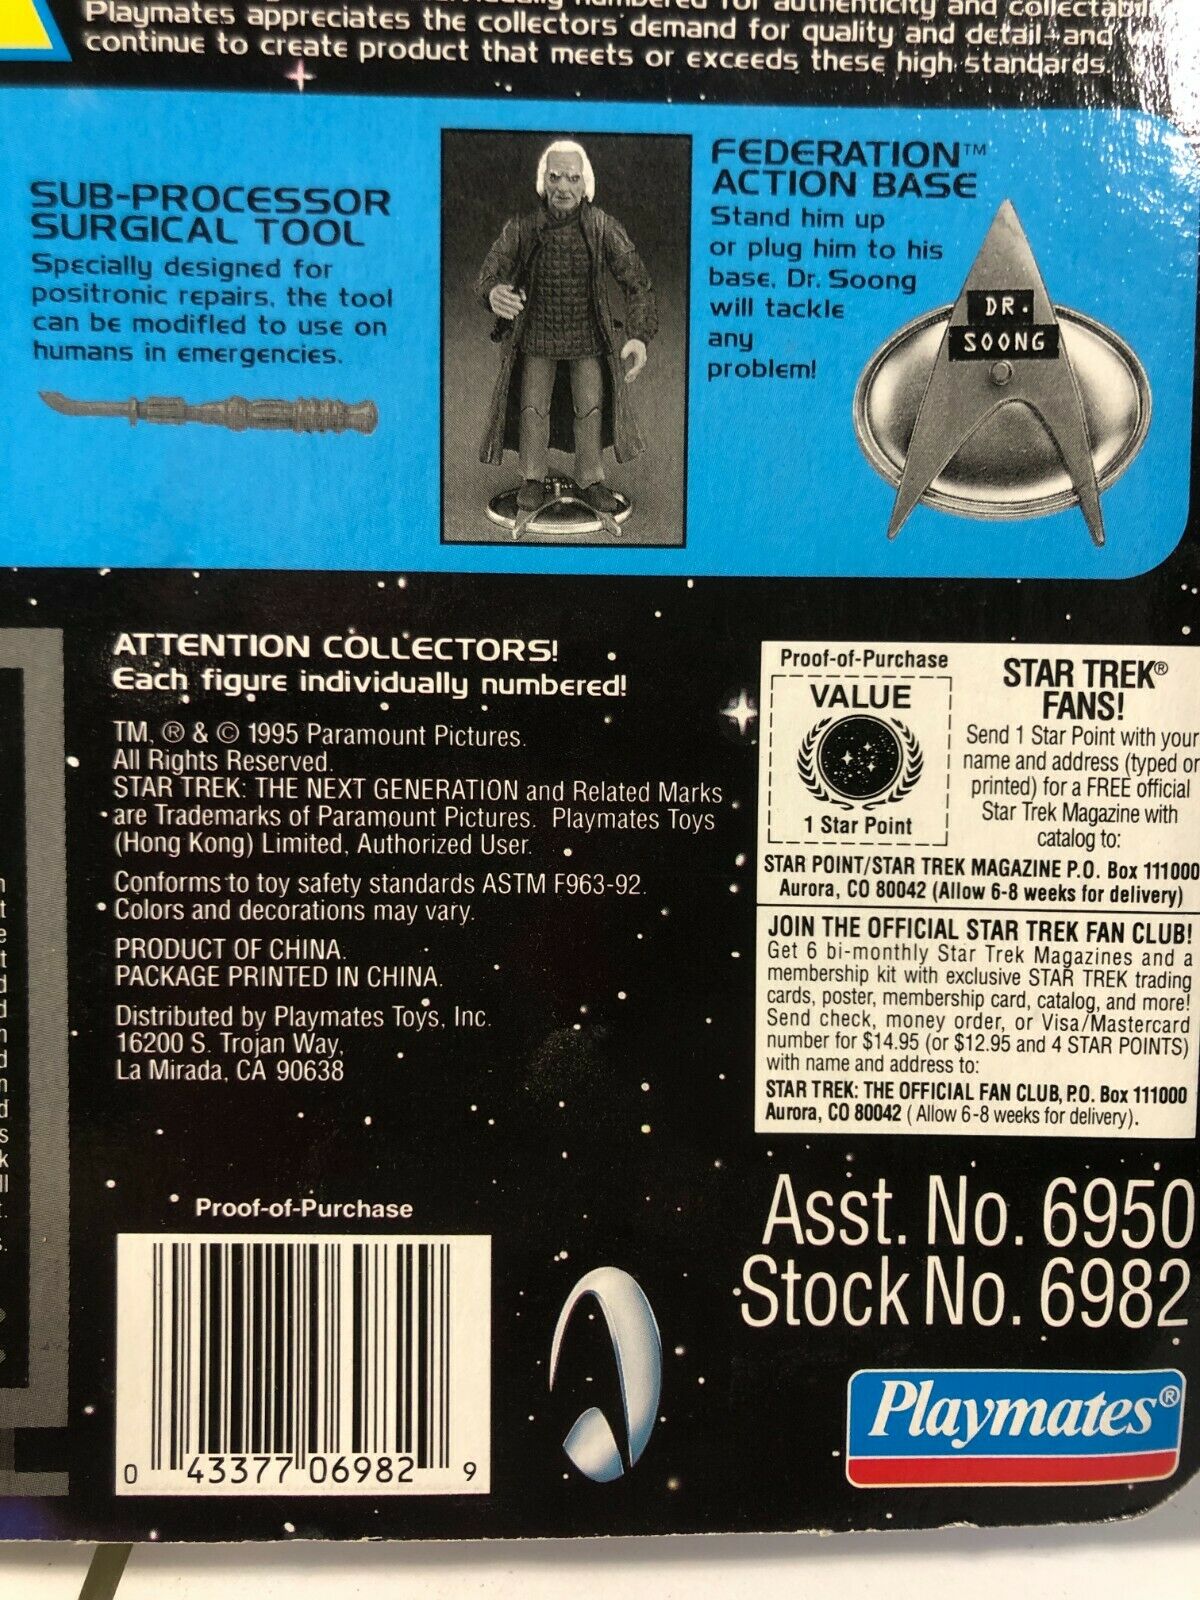 authenticity and
Playmates appreciates the collectors' demand for quality and detail—and
continue to create product that meets or exceeds these high standards.
SUB-PROCESSOR
SURGICAL TOOL
Specially designed for
positronic repairs, the tool
can be modified to use on
humans in emergencies.
FEDERATION™
ACTION BASE
Stand him up
or plug him to his
base, Dr. Soong
will tackle
any
problem!
DR.
SOONG
ATTENTION COLLECTORS!
Each figure individually numbered!
TM, ® & © 1995 Paramount Pictures.
All Rights Reserved.
STAR TREK: THE NEXT GENERATION and Related Marks
are Trademarks of Paramount Pictures. Playmates Toys
(Hong Kong) Limited, Authorized User.
Conforms to toy safety standards ASTM F963-92.
Colors and decorations may vary.
PRODUCT OF CHINA.
PACKAGE PRINTED IN CHINA.
Distributed by Playmates Toys, Inc.
16200 S. Trojan Way,
La Mirada, CA 90638
Proof-of-Purchase
0 43377 06982 9
Proof-of-Purchase
VALUE
1 Star Point
STAR TREK®
FANS!
Send 1 Star Point with your
name and address (typed or
printed) for a FREE official
Star Trek Magazine with
catalog to:
STAR POINT/STAR TREK MAGAZINE P.O. Box 111000
Aurora, CO 80042 (Allow 6-8 weeks for delivery)
JOIN THE OFFICIAL STAR TREK FAN CLUB!
Get 6 bi-monthly Star Trek Magazines and a
membership kit with exclusive STAR TREK trading
cards, poster, membership card, catalog, and more!
Send check, money order, or Visa/Mastercard
number for $14.95 (or $12.95 and 4 STAR POINTS)
with name and address to:
STAR TREK: THE OFFICIAL FAN CLUB, P.O. Box 111000
Aurora, CO 80042 (Allow 6-8 weeks for delivery).
Asst. No. 6950
Stock No. 6982
Playmates®